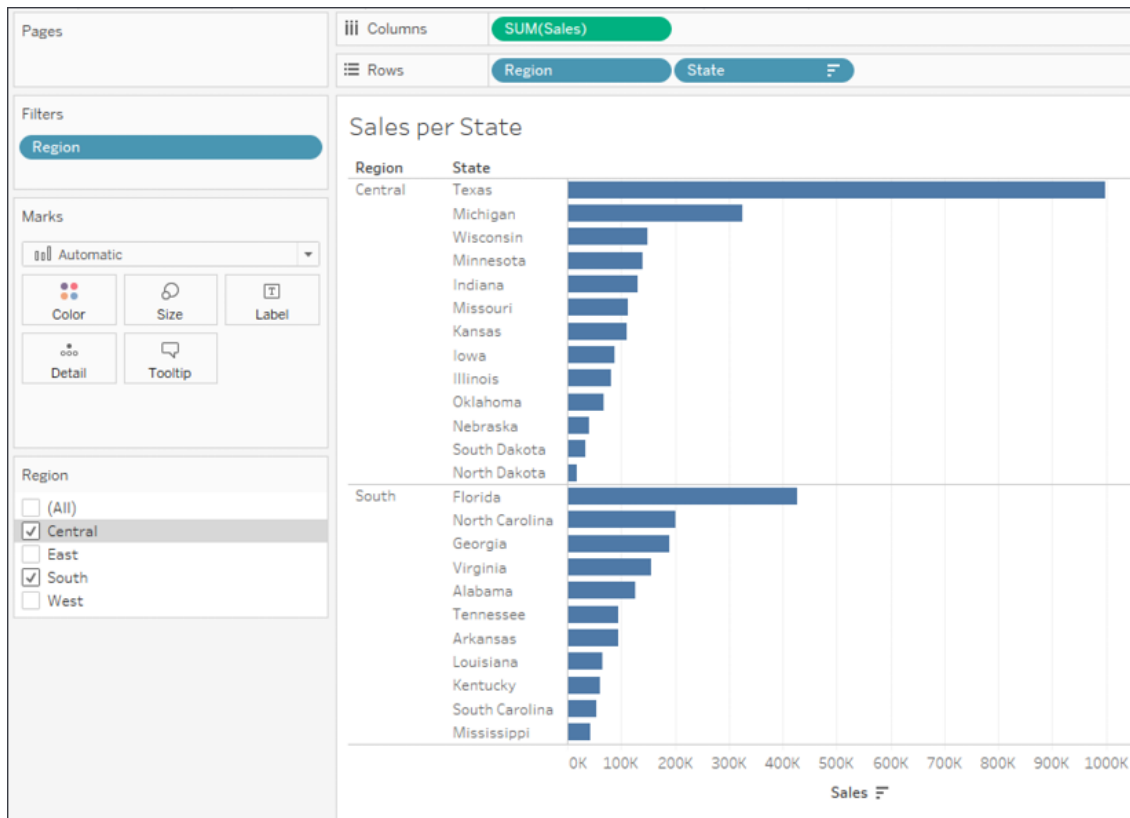 Pages
Columns SUM(Sales)
Rows Region State
Filters
Region
Marks
Automatic
Color Size T Label
Detail Tooltip
Region
(All)
Central
East
South
West
Sales per State
Region State
Central Texas
Michigan
Wisconsin
Minnesota
Indiana
Missouri
Kansas
Iowa
Illinois
Oklahoma
Nebraska
South Dakota
North Dakota
South Florida
North Carolina
Georgia
Virginia
Alabama
Tennessee
Arkansas
Louisiana
Kentucky
South Carolina
Mississippi
0K 100K 200K 300K 400K 500K 600K 700K 800K 900K 1000K
Sales